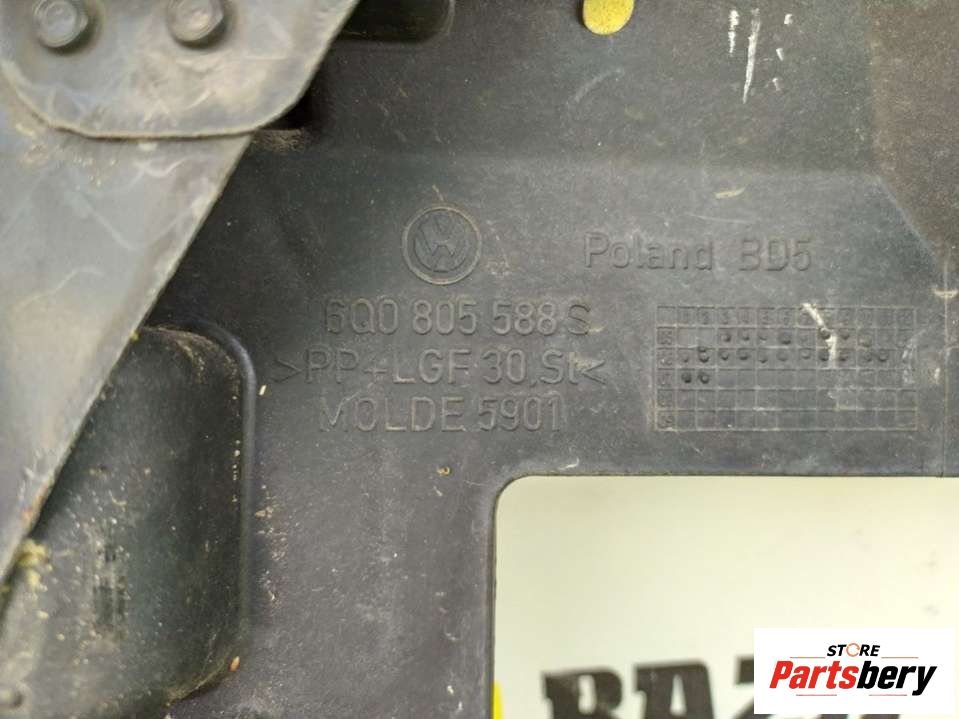 Poland BD5
6Q0 805 588 S
>PP+LGF 30,St<
MOLDE 5901
STORE
Partsbery